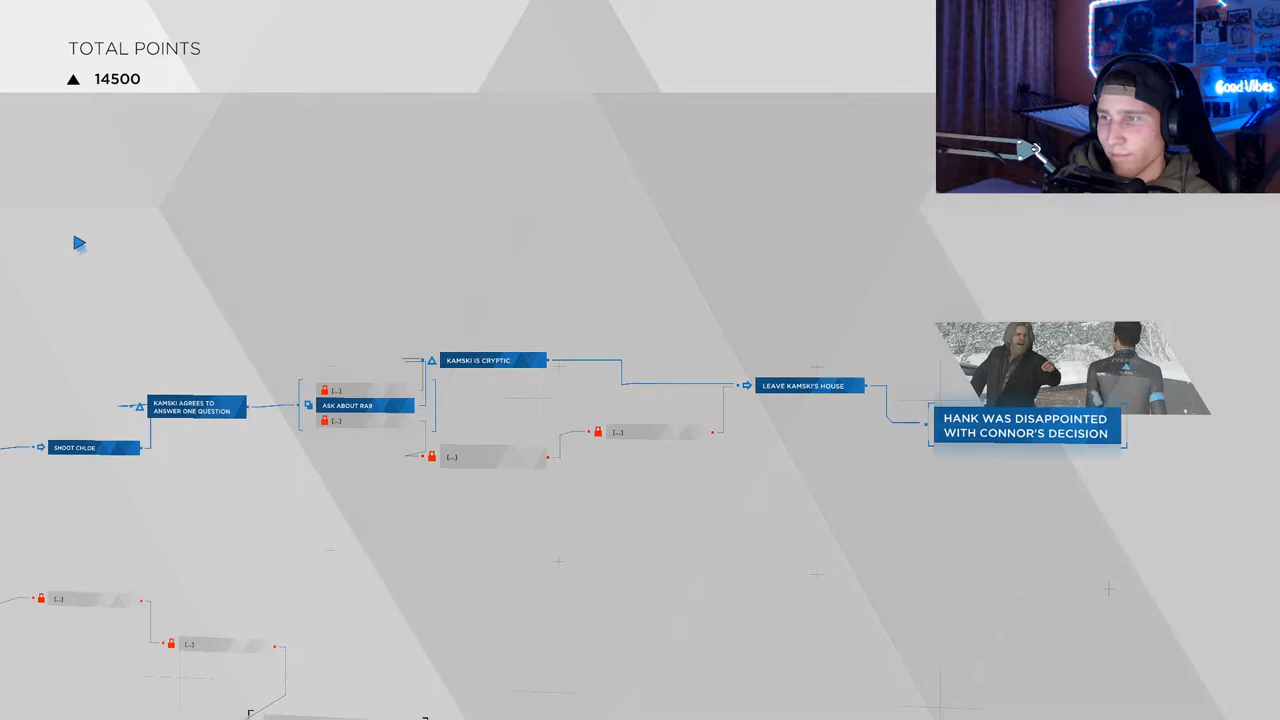 TOTAL POINTS
14500
Good Vibes
KAMSKI IS CRYPTIC
[...]
ASK ABOUT RA9
[...]
KAMSKI AGREES TO
ANSWER ONE QUESTION
SHOOT CHLOE
[...]
[...]
LEAVE KAMSKI'S HOUSE
HANK WAS DISAPPOINTED
WITH CONNOR'S DECISION
[...]
[...]